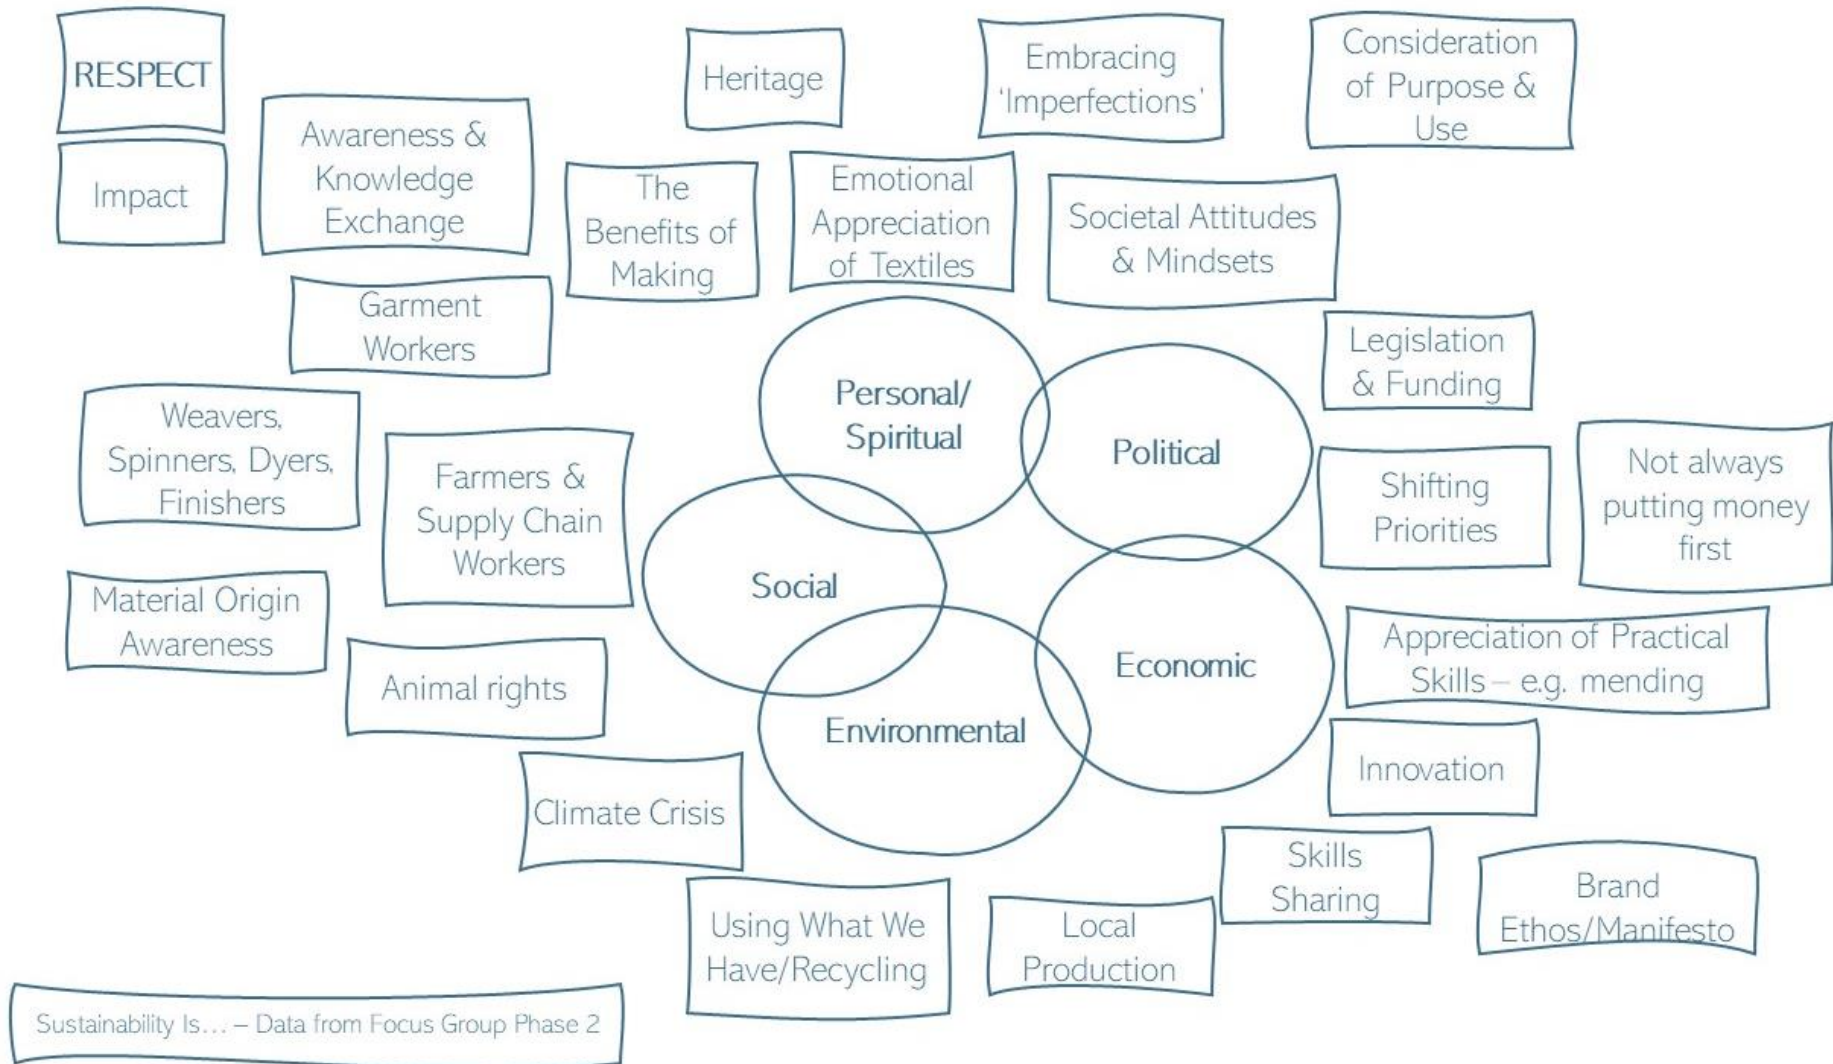 RESPECT
Impact
Awareness &
Knowledge
Exchange
Heritage
Embracing
‘Imperfections’
Consideration
of Purpose &
Use
The
Benefits of
Making
Emotional
Appreciation
of Textiles
Societal Attitudes
& Mindsets
Garment
Workers
Legislation
& Funding
Personal/
Spiritual
Political
Weavers,
Spinners, Dyers,
Finishers
Farmers &
Supply Chain
Workers
Shifting
Priorities
Not always
putting money
first
Social
Material Origin
Awareness
Animal rights
Economic
Appreciation of Practical
Skills – e.g. mending
Environmental
Innovation
Climate Crisis
Skills
Sharing
Brand
Ethos/Manifesto
Using What We
Have/Recycling
Local
Production
Sustainability Is... – Data from Focus Group Phase 2